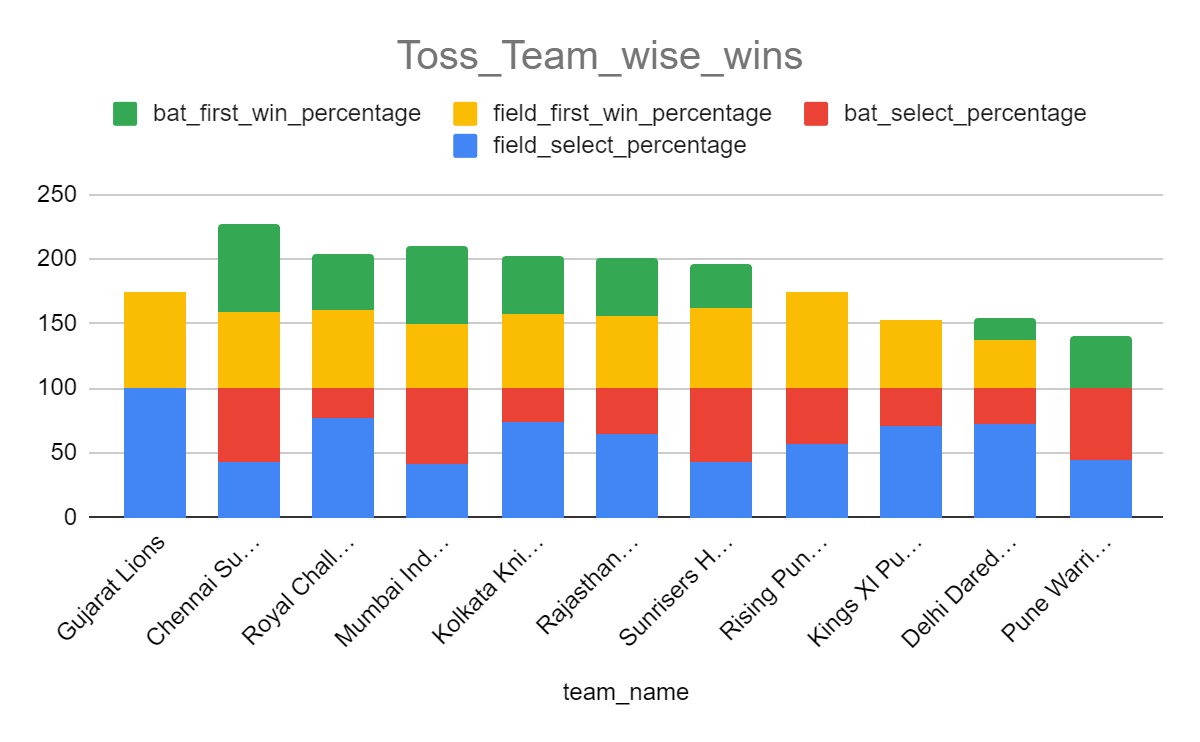 Toss_Team_wise_wins
bat_first_win_percentage field_first_win_percentage bat_select_percentage
field_select_percentage
250
200
150
100
50
0
Gujarat Lions
Chennai Su...
Royal Chall...
Mumbai Ind...
Kolkata Kni...
Rajasthan...
Sunrisers H...
Rising Pun...
Kings XI Pu...
Delhi Dared...
Pune Warri...
team_name